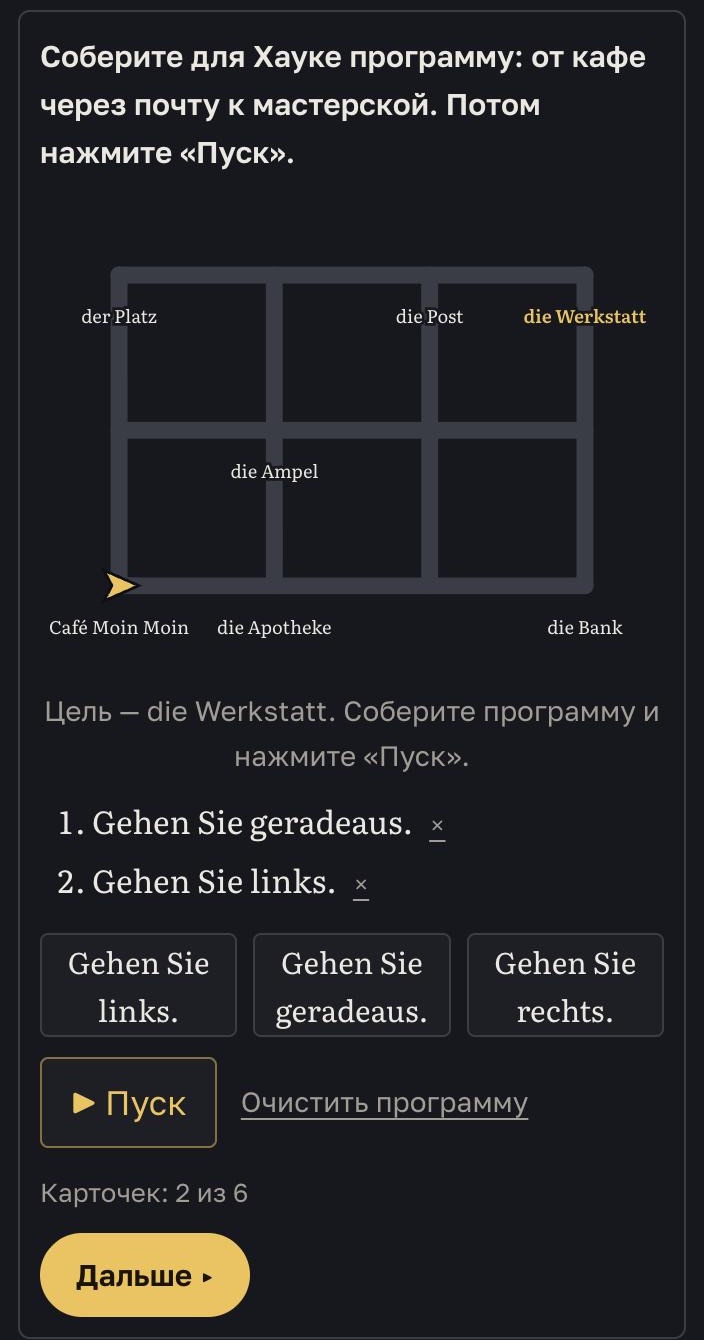 Соберите для Хауке программу: от кафе
через почту к мастерской. Потом
нажмите «Пуск».
der Platz
die Post
die Werkstatt
die Ampel
Café Moin Moin
die Apotheke
die Bank
Цель — die Werkstatt. Соберите программу и
нажмите «Пуск».
1. Gehen Sie geradeaus. ×
2. Gehen Sie links. ×
Gehen Sie
links.
Gehen Sie
geradeaus.
Gehen Sie
rechts.
▶ Пуск
Очистить программу
Карточек: 2 из 6
Дальше ▸